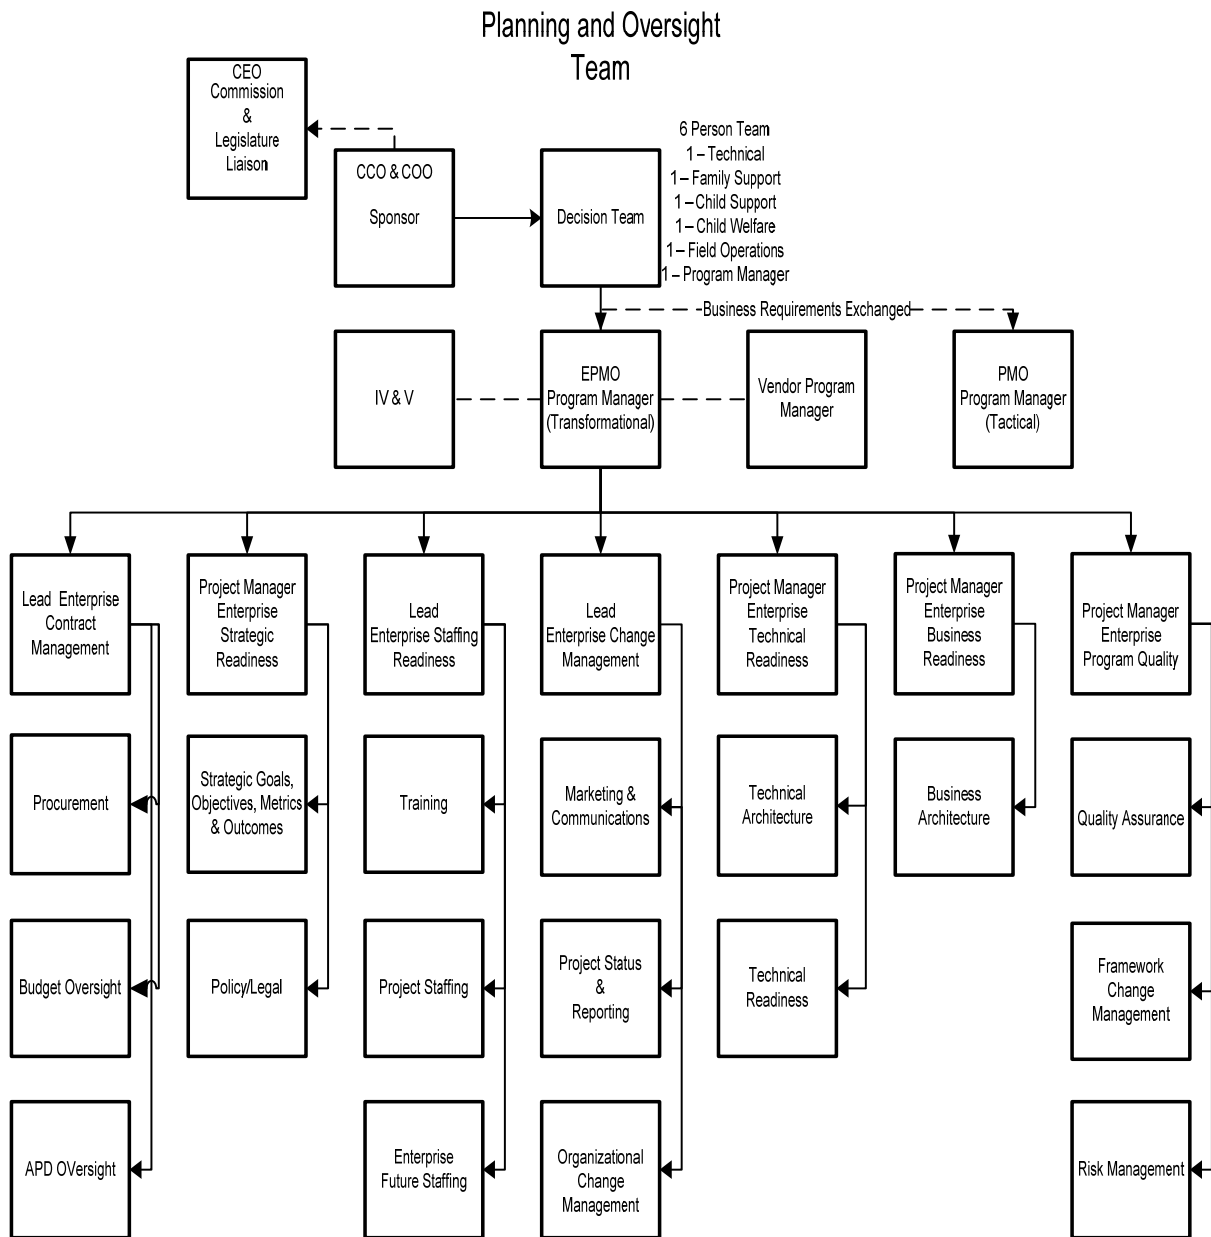 Planning and Oversight
Team
CEO
Commission
&
Legislature
Liaison
CCO & COO
Sponsor
Decision Team
6 Person Team
1 – Technical
1 – Family Support
1 – Child Support
1 – Child Welfare
1 – Field Operations
1 – Program Manager
Business Requirements Exchanged
IV & V
EPMO
Program Manager
(Transformational)
Vendor Program
Manager
PMO
Program Manager
(Tactical)
Lead Enterprise
Contract
Management
Project Manager
Enterprise
Strategic
Readiness
Lead
Enterprise Staffing
Readiness
Lead
Enterprise Change
Management
Project Manager
Enterprise
Technical
Readiness
Project Manager
Enterprise
Business
Readiness
Project Manager
Enterprise
Program Quality
Procurement
Strategic Goals,
Objectives, Metrics
& Outcomes
Training
Marketing &
Communications
Technical
Architecture
Business
Architecture
Quality Assurance
Budget Oversight
Policy/Legal
Project Staffing
Project Status
&
Reporting
Technical
Readiness
Framework
Change
Management
APD OVersight
Enterprise
Future Staffing
Organizational
Change
Management
Risk Management